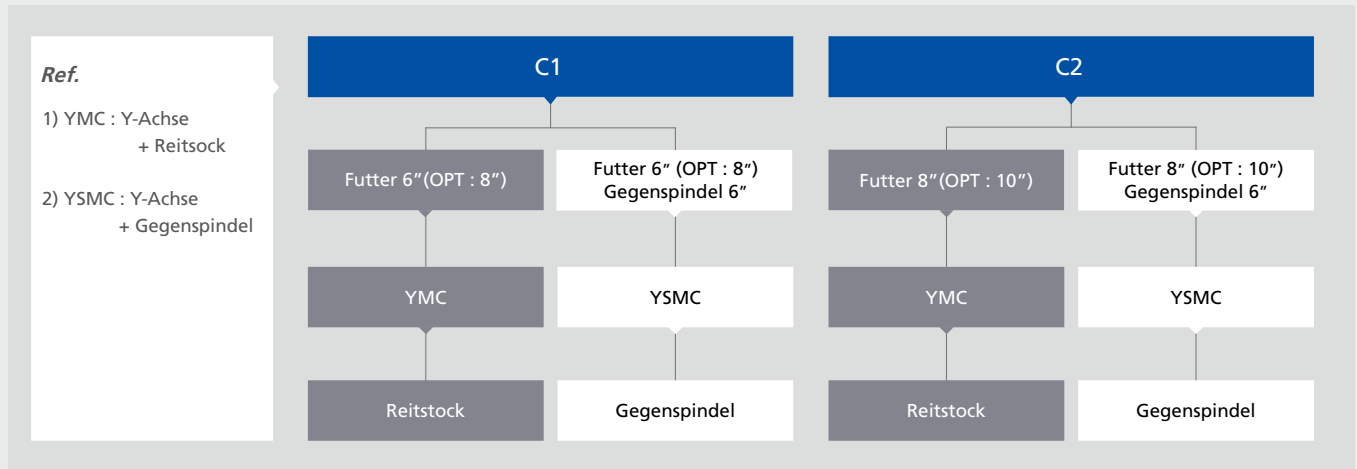 Ref.
1) YMC : Y-Achse
+ Reitsock
2) YSMC : Y-Achse
+ Gegenspindel
C1
Futter 6”(OPT : 8”)
Futter 6” (OPT : 8”)
Gegenspindel 6”
YMC
YSMC
Reitstock
Gegenspindel
C2
Futter 8”(OPT : 10”)
Futter 8” (OPT : 10”)
Gegenspindel 6”
YMC
YSMC
Reitstock
Gegenspindel